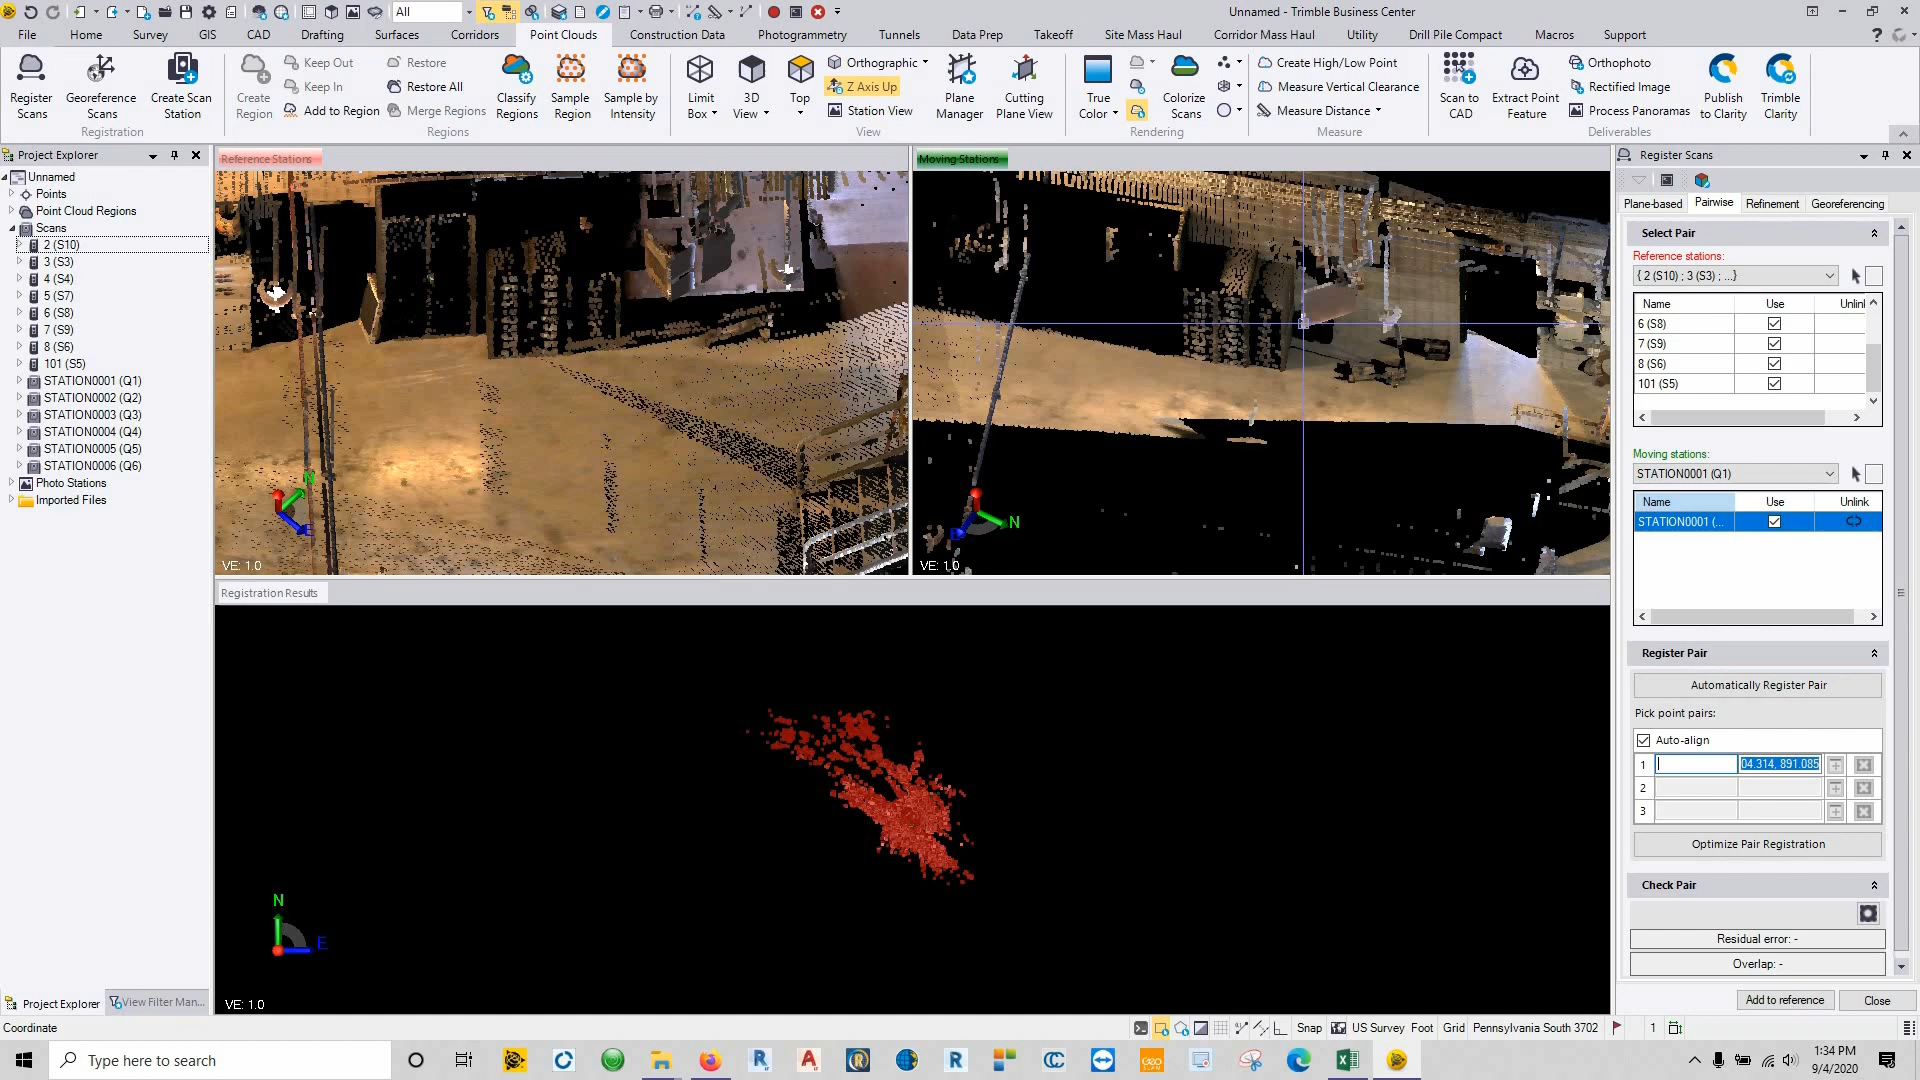 All
Unnamed - Trimble Business Center
File Home Survey GIS CAD Drafting Surfaces Corridors Point Clouds Construction Data Photogrammetry Tunnels Data Prep Takeoff Site Mass Haul Corridor Mass Haul Utility Drill Pile Compact Macros Support
Register Scans
Georeference Scans
Create Scan Station
Registration
Create Region
Keep Out
Keep In
Add to Region
Restore
Restore All
Merge Regions
Classify Regions
Sample Region
Sample by Intensity
Regions
Limit Box
3D View
Top
Orthographic
Z Axis Up
Station View
Plane Manager
Cutting Plane View
View
True Color
Colorize Scans
Rendering
Create High/Low Point
Measure Vertical Clearance
Measure Distance
Measure
Scan to CAD
Extract Point Feature
Orthophoto
Rectified Image
Process Panoramas
Publish to Clarity
Trimble Clarity
Deliverables
Project Explorer
Unnamed
Points
Point Cloud Regions
Scans
2 (S10)
3 (S3)
4 (S4)
5 (S7)
6 (S8)
7 (S9)
8 (S6)
101 (S5)
STATION0001 (Q1)
STATION0002 (Q2)
STATION0003 (Q3)
STATION0004 (Q4)
STATION0005 (Q5)
STATION0006 (Q6)
Photo Stations
Imported Files
Project Explorer
View Filter Man...
Reference Stations
N
E
VE: 1.0
Moving Stations
N
VE: 1.0
Registration Results
N
E
VE: 1.0
Register Scans
Plane-based Pairwise Refinement Georeferencing
Select Pair
Reference stations:
{ 2 (S10) ; 3 (S3) ; ...}
Name Use Unlinl
6 (S8)
7 (S9)
8 (S6)
101 (S5)
Moving stations:
STATION0001 (Q1)
Name Use Unlink
STATION0001 (...
Register Pair
Automatically Register Pair
Pick point pairs:
Auto-align
1 04.314, 891.085
2
3
Optimize Pair Registration
Check Pair
Residual error: -
Overlap: -
Add to reference
Close
Coordinate
Snap US Survey Foot Grid Pennsylvania South 3702 1
Type here to search
1:34 PM
9/4/2020